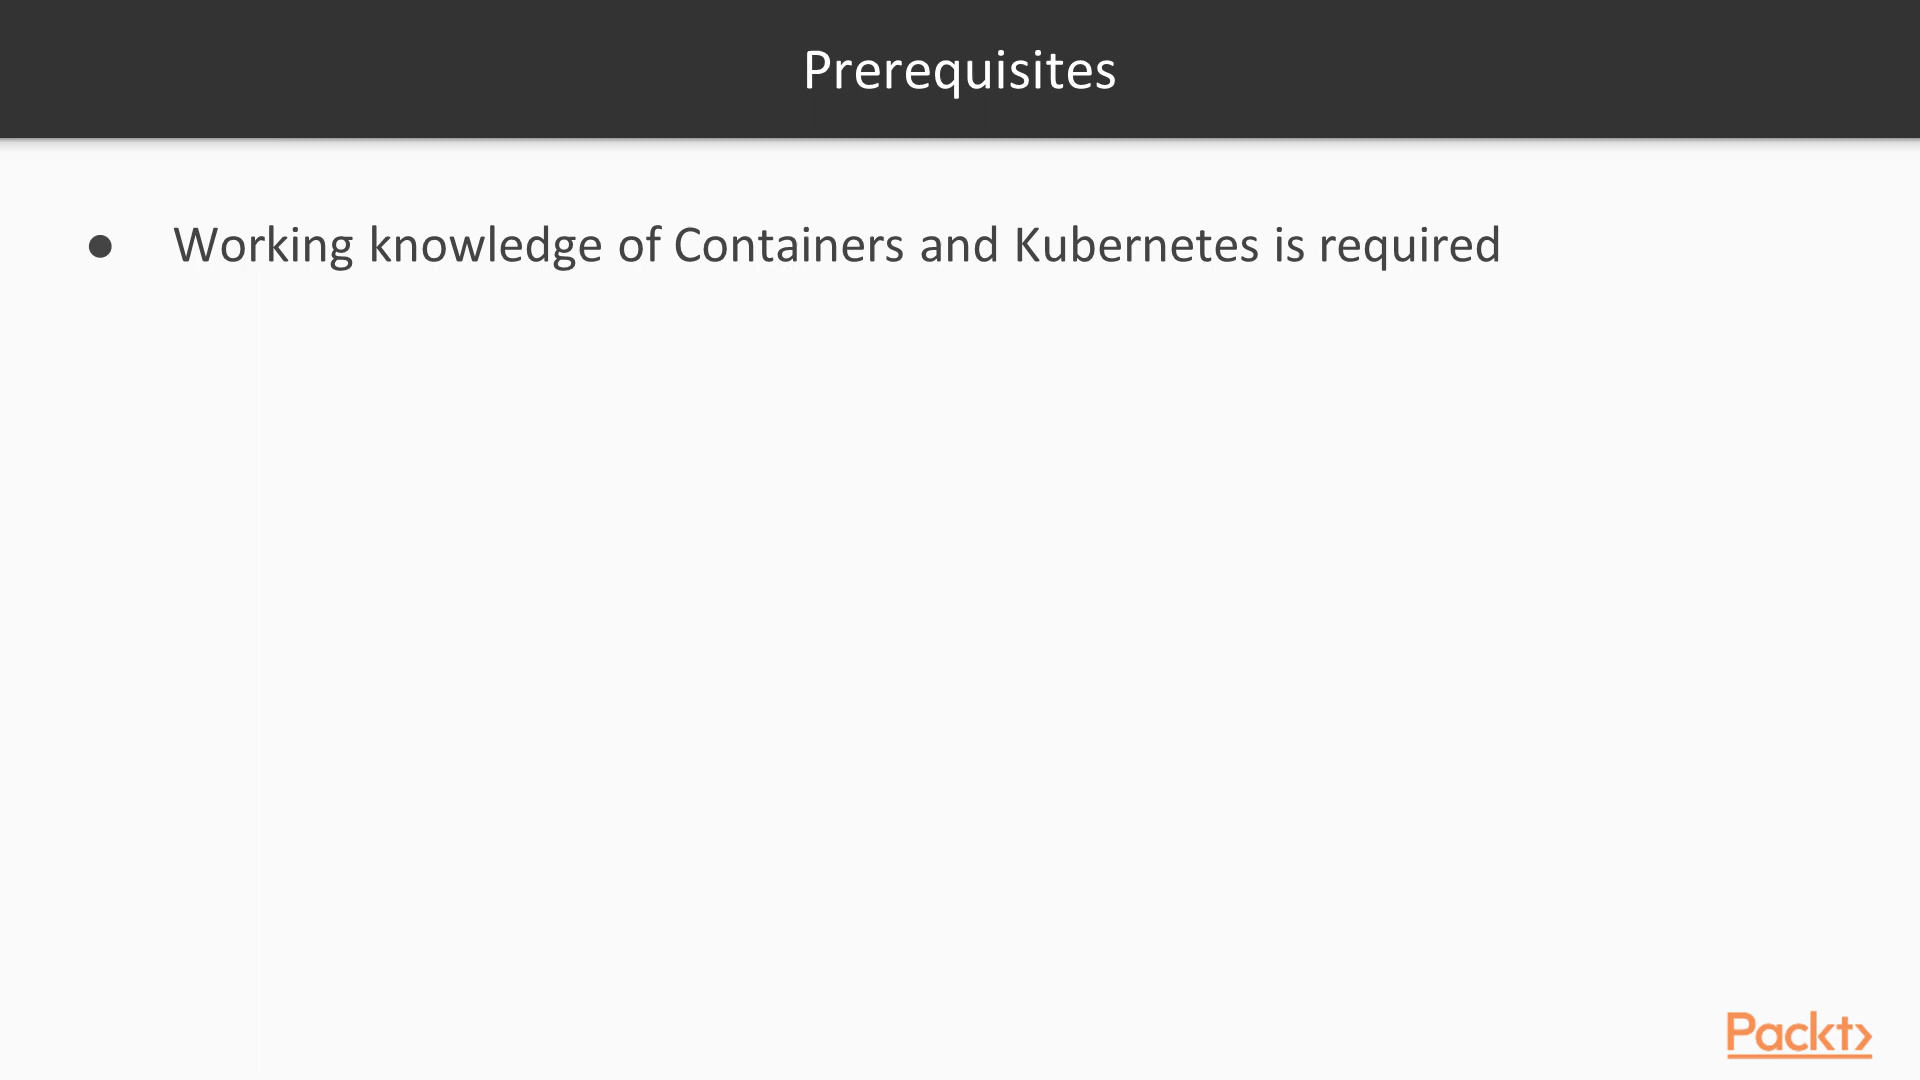 Prerequisites
● Working knowledge of Containers and Kubernetes is required
Packt>